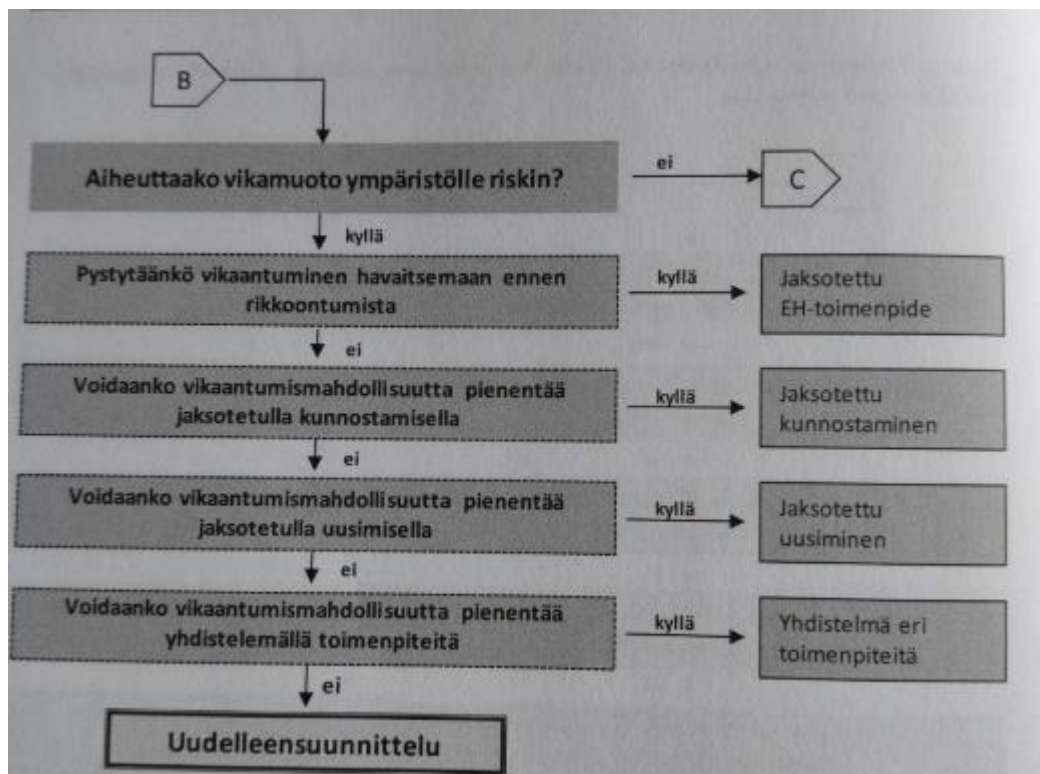 B
Aiheuttaako vikamuoto ympäristölle riskin?
ei
C
kyllä
Pystytäänkö vikaantuminen havaitsemaan ennen
rikkoontumista
kyllä
Jaksotettu
EH-toimenpide
ei
Voidaanko vikaantumismahdollisuutta pienentää
jaksotetulla kunnostamisella
kyllä
Jaksotettu
kunnostaminen
ei
Voidaanko vikaantumismahdollisuutta pienentää
jaksotetulla uusimisella
kyllä
Jaksotettu
uusiminen
ei
Voidaanko vikaantumismahdollisuutta pienentää
yhdistelemällä toimenpiteitä
kyllä
Yhdistelmä eri
toimenpiteitä
ei
Uudelleensuunnittelu